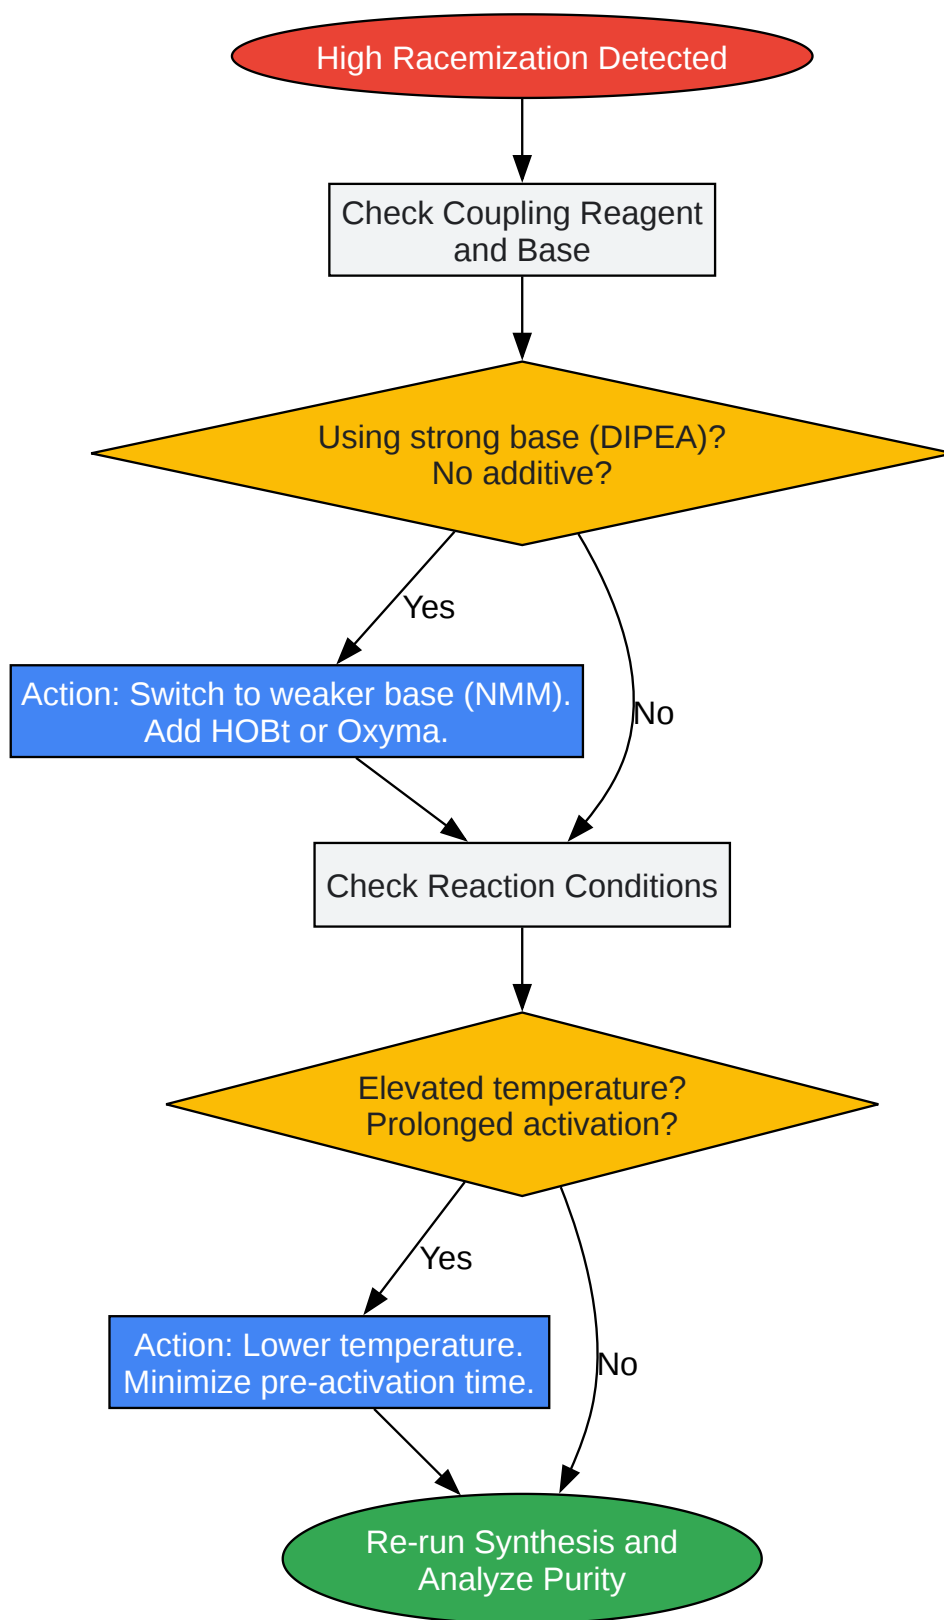 High Racemization Detected
Check Coupling Reagent
and Base
Using strong base (DIPEA)?
No additive?
Yes
Action: Switch to weaker base (NMM).
Add HOBt or Oxyma.
No
Check Reaction Conditions
Elevated temperature?
Prolonged activation?
Yes
Action: Lower temperature.
Minimize pre-activation time.
No
Re-run Synthesis and
Analyze Purity